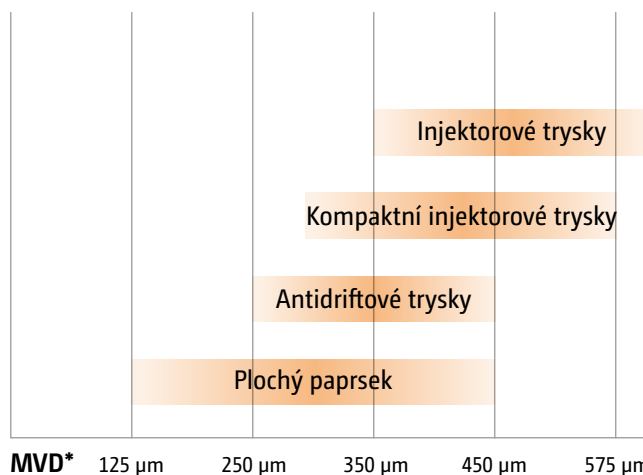 Injektorové trysky
Kompaktní injektorové trysky
Antidriftové trysky
Plochý paprsek
MVD* 125 µm 250 µm 350 µm 450 µm 575 µm